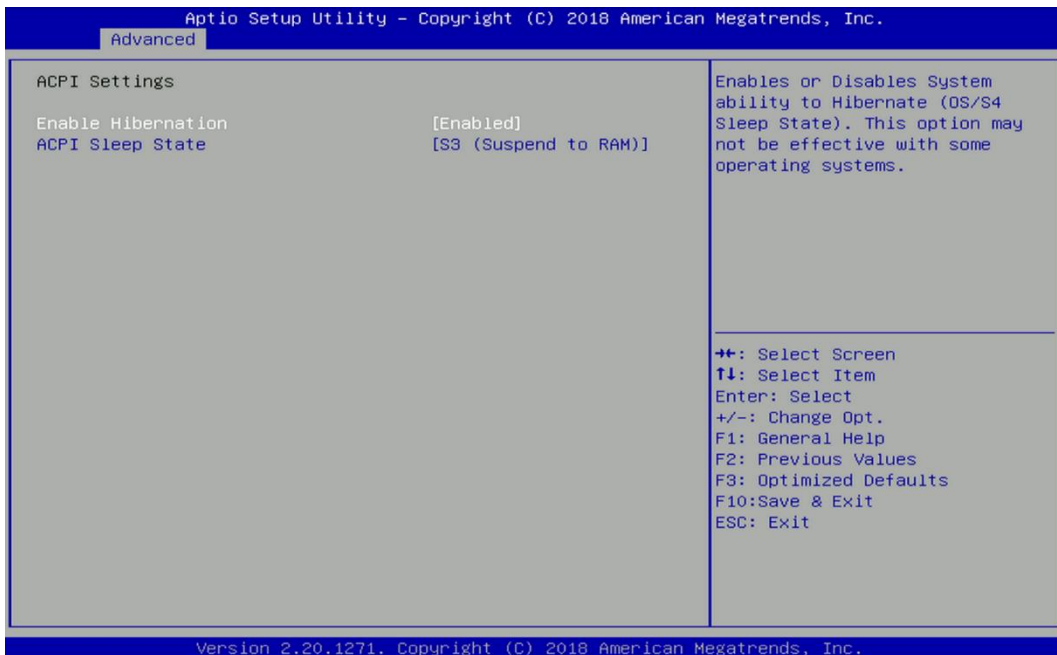 Aptio Setup Utility – Copyright (C) 2018 American Megatrends, Inc.
Advanced
ACPI Settings
Enable Hibernation [Enabled]
ACPI Sleep State [S3 (Suspend to RAM)]
Enables or Disables System
ability to Hibernate (OS/S4
Sleep State). This option may
not be effective with some
operating systems.
→←: Select Screen
↑↓: Select Item
Enter: Select
+/-: Change Opt.
F1: General Help
F2: Previous Values
F3: Optimized Defaults
F10:Save & Exit
ESC: Exit
Version 2.20.1271. Copyright (C) 2018 American Megatrends, Inc.